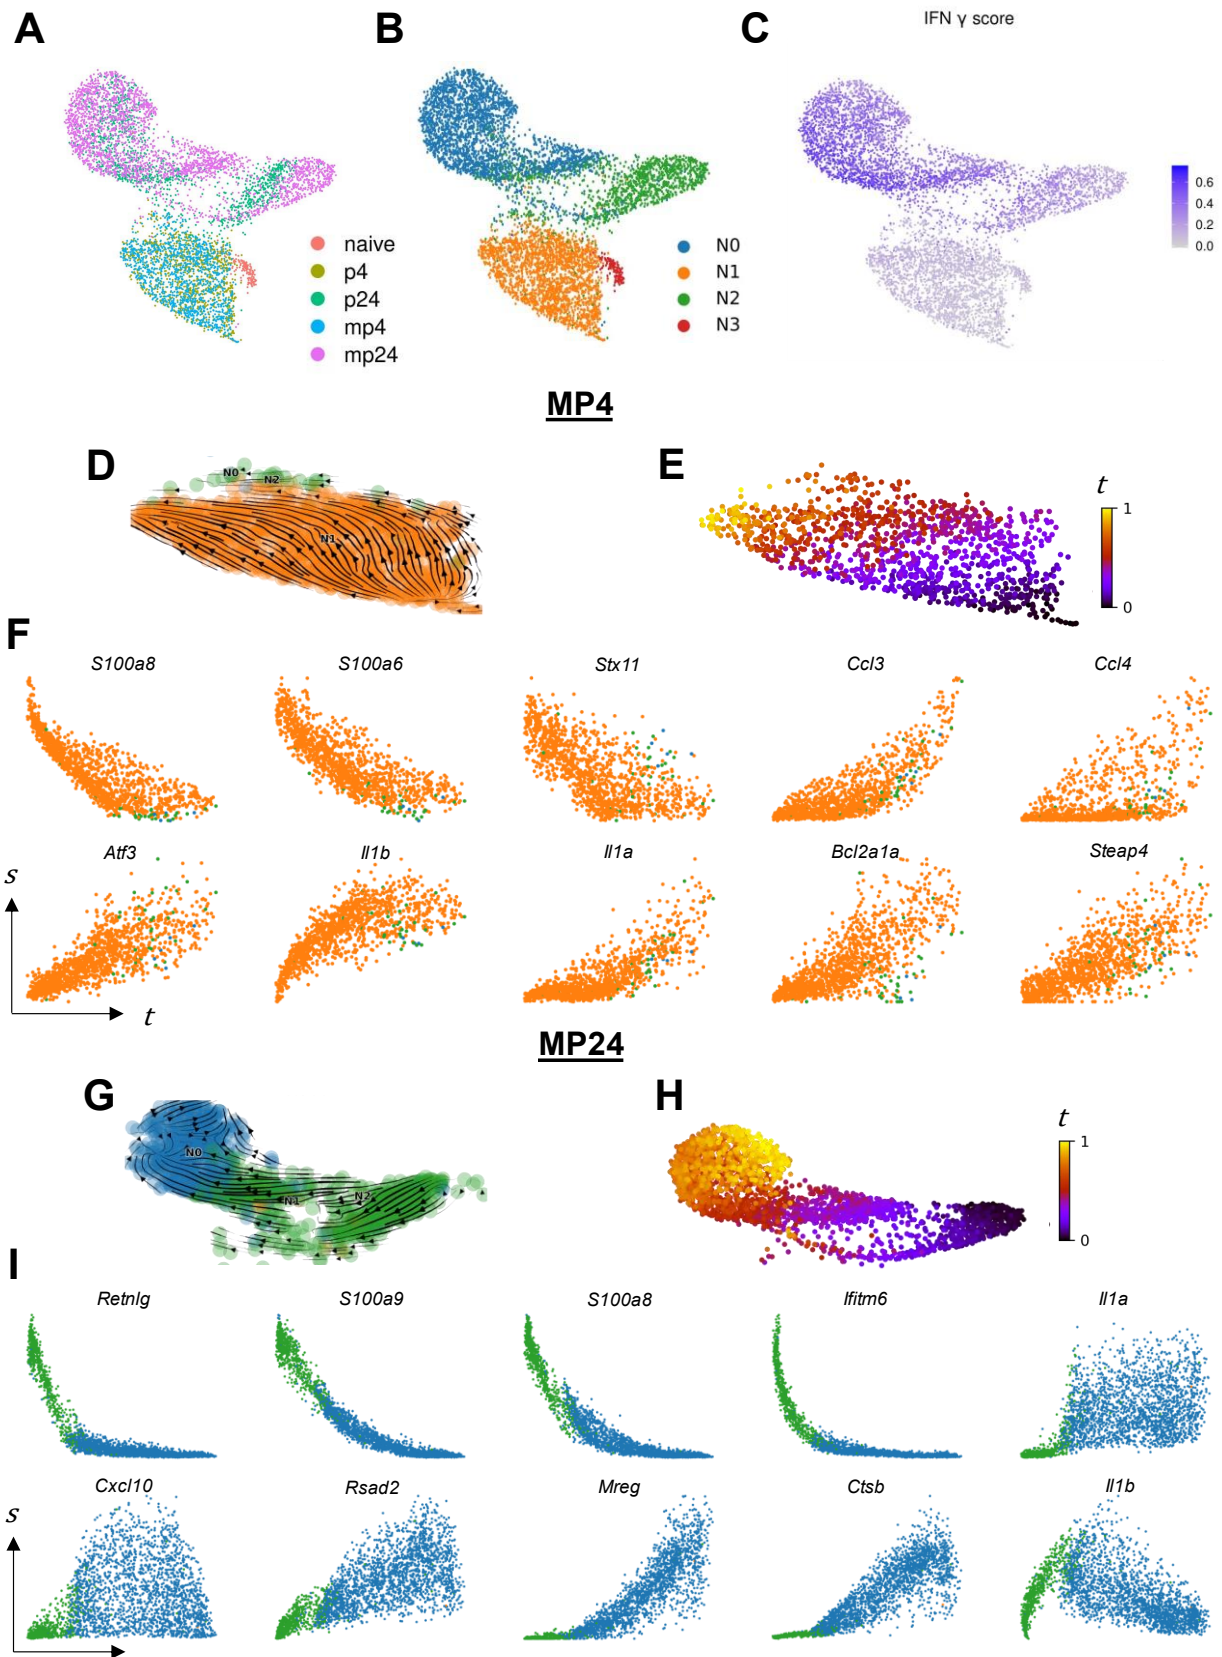 A
B
C
IFN γ score
naive
p4
p24
mp4
mp24
N0
N1
N2
N3
0.6
0.4
0.2
0.0
MP4
D
N0
N2
N1
E
t
1
0
F
S100a8
S100a6
Stx11
Ccl3
Ccl4
Atf3
Il1b
Il1a
Bcl2a1a
Steap4
s
t
MP24
G
N0
N1
N2
H
t
1
0
I
Retnlg
S100a9
S100a8
Ifitm6
Il1a
Cxcl10
Rsad2
Mreg
Ctsb
Il1b
s